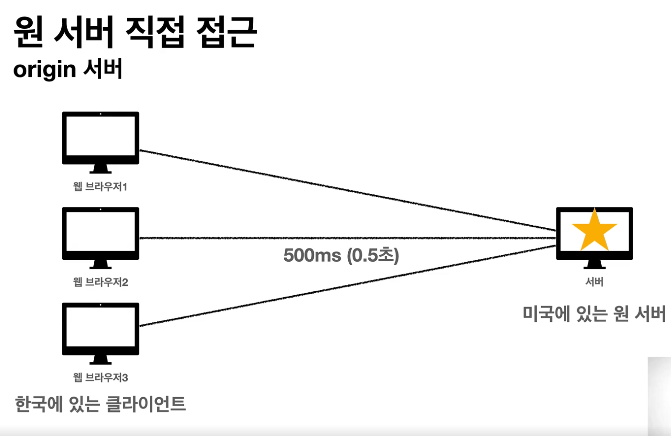 원 서버 직접 접근
origin 서버
웹 브라우저1
웹 브라우저2
500ms (0.5초)
서버
미국에 있는 원 서버
웹 브라우저3
한국에 있는 클라이언트